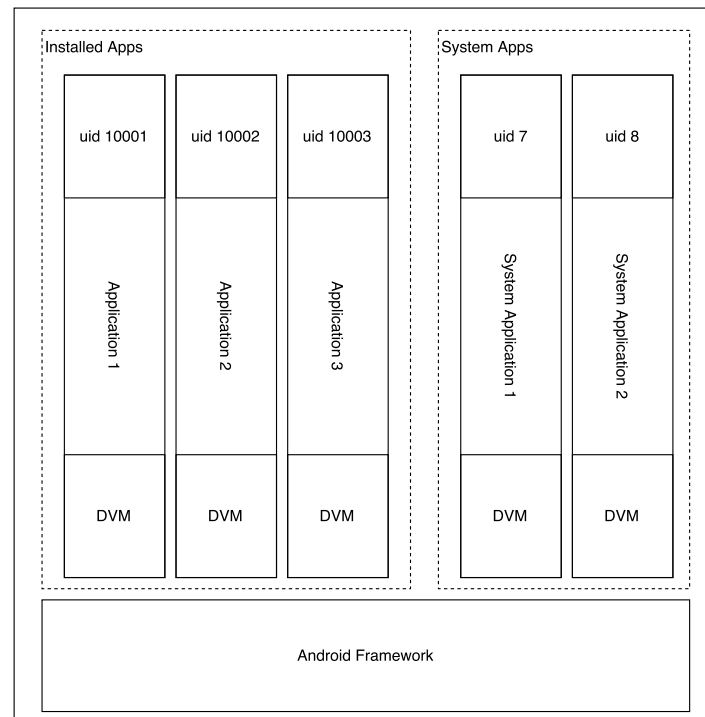 Installed Apps
System Apps
uid 10001
uid 10002
uid 10003
uid 7
uid 8
Application 1
Application 2
Application 3
System Application 1
System Application 2
DVM
DVM
DVM
DVM
DVM
Android Framework